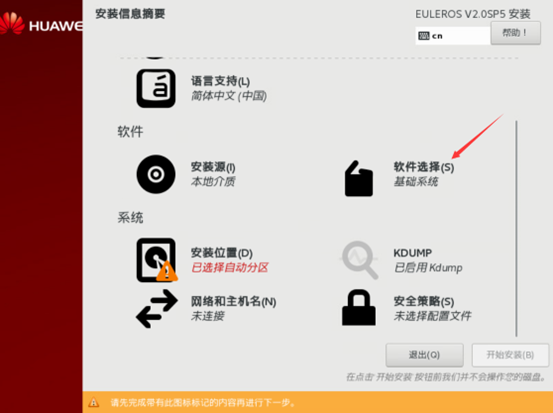 HUAWE
安装信息摘要
EULEROS V2.0SP5 安装
cn
帮助！
语言支持(L)
简体中文 (中国)
软件
安装源(I)
本地介质
软件选择(S)
基础系统
系统
安装位置(D)
已选择自动分区
KDUMP
已启用 Kdump
网络和主机名(N)
未连接
安全策略(S)
未选择配置文件
退出(Q)
开始安装(B)
在点击'开始安装'按钮前我们并不会操作您的磁盘。
请先完成带有此图标标记的内容再进行下一步。